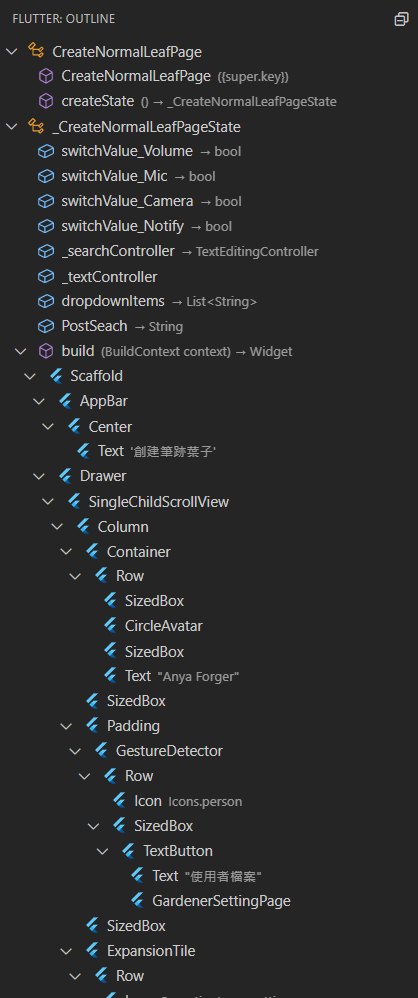 FLUTTER: OUTLINE
CreateNormalLeafPage
CreateNormalLeafPage ({super.key})
createState () → _CreateNormalLeafPageState
_CreateNormalLeafPageState
switchValue_Volume → bool
switchValue_Mic → bool
switchValue_Camera → bool
switchValue_Notify → bool
_searchController → TextEditingController
_textController
dropdownItems → List<String>
PostSeach → String
build (BuildContext context) → Widget
Scaffold
AppBar
Center
Text '創建筆跡葉子'
Drawer
SingleChildScrollView
Column
Container
Row
SizedBox
CircleAvatar
SizedBox
Text "Anya Forger"
SizedBox
Padding
GestureDetector
Row
Icon Icons.person
SizedBox
TextButton
Text "使用者檔案"
GardenerSettingPage
SizedBox
ExpansionTile
Row